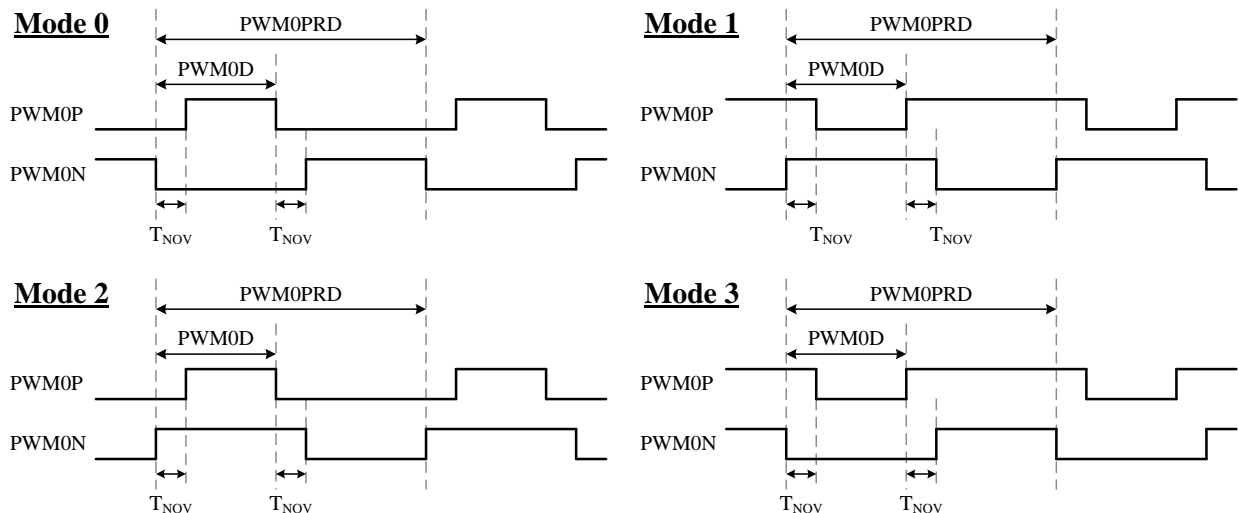 Mode 0
PWM0PRD
PWM0D
PWM0P
PWM0N
TNOV
TNOV
Mode 1
PWM0PRD
PWM0D
PWM0P
PWM0N
TNOV
TNOV
Mode 2
PWM0PRD
PWM0D
PWM0P
PWM0N
TNOV
TNOV
Mode 3
PWM0PRD
PWM0D
PWM0P
PWM0N
TNOV
TNOV